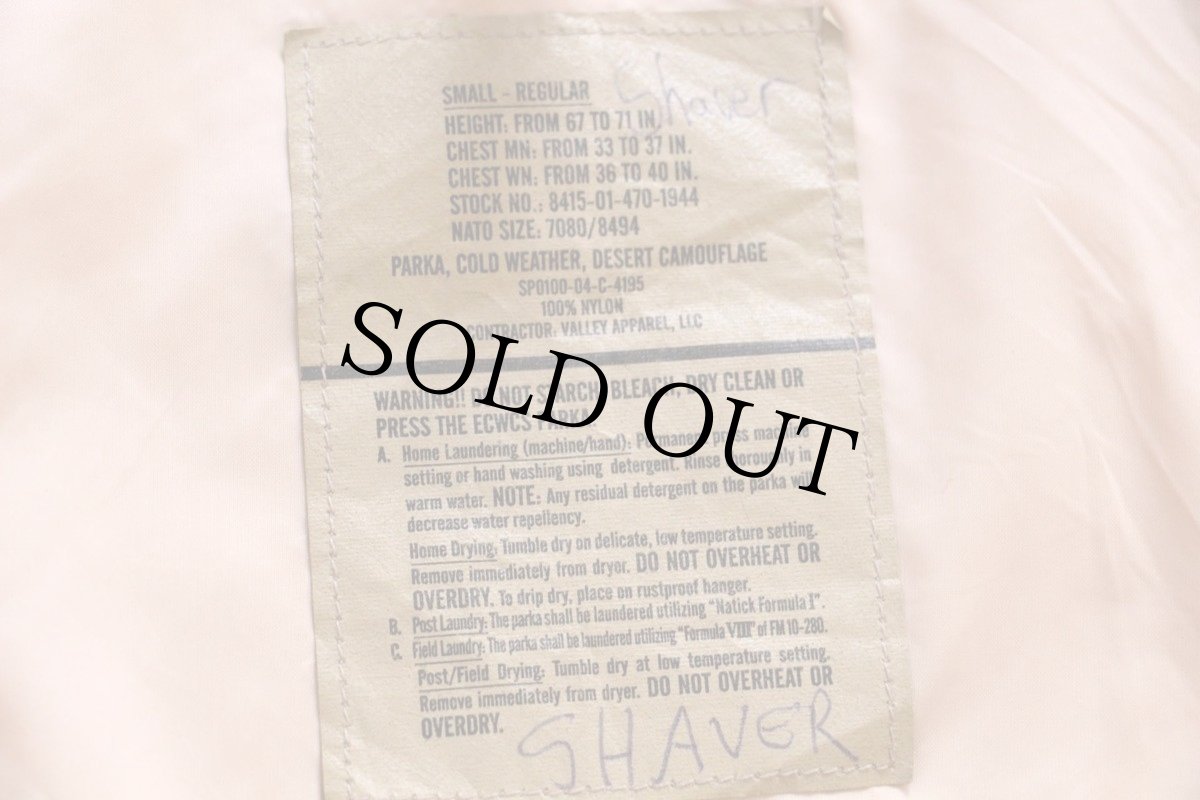 SMALL - REGULAR Shaver
HEIGHT: FROM 67 TO 71 IN.
CHEST MN: FROM 33 TO 37 IN.
CHEST WN: FROM 36 TO 40 IN.
STOCK NO.: 8415-01-470-1944
NATO SIZE: 7080/8494
PARKA, COLD WEATHER, DESERT CAMOUFLAGE
SP0100-04-C-4195
100% NYLON
CONTRACTOR: VALLEY APPAREL, LLC
SOLD OUT
WARNING!! DO NOT STARCH, BLEACH, DRY CLEAN OR
PRESS THE ECWCS PARKA.
A. Home Laundering (machine/hand): Permanent press machine
setting or hand washing using detergent. Rinse thoroughly in
warm water. NOTE: Any residual detergent on the parka will
decrease water repellency.
Home Drying: Tumble dry on delicate, low temperature setting.
Remove immediately from dryer. DO NOT OVERHEAT OR
OVERDRY. To drip dry, place on rustproof hanger.
B. Post Laundry: The parka shall be laundered utilizing "Natick Formula I".
C. Field Laundry: The parka shall be laundered utilizing "Formula VIII" of FM 10-280.
Post/Field Drying: Tumble dry at low temperature setting.
Remove immediately from dryer. DO NOT OVERHEAT OR
OVERDRY.
SHAVER